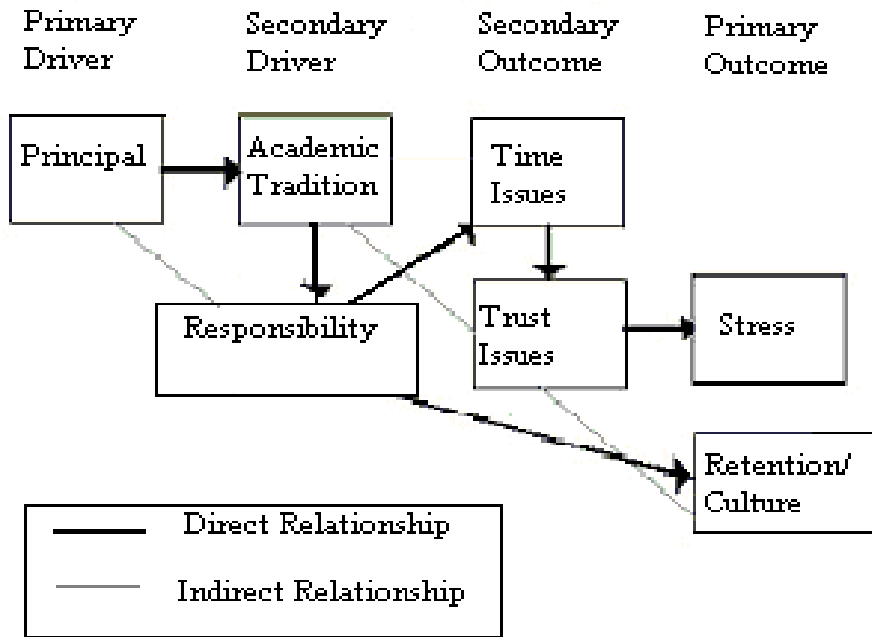 Primary
Driver
Secondary
Driver
Secondary
Outcome
Primary
Outcome
Principal
Academic
Tradition
Time
Issues
Responsibility
Trust
Issues
Stress
Retention/
Culture
Direct Relationship
Indirect Relationship